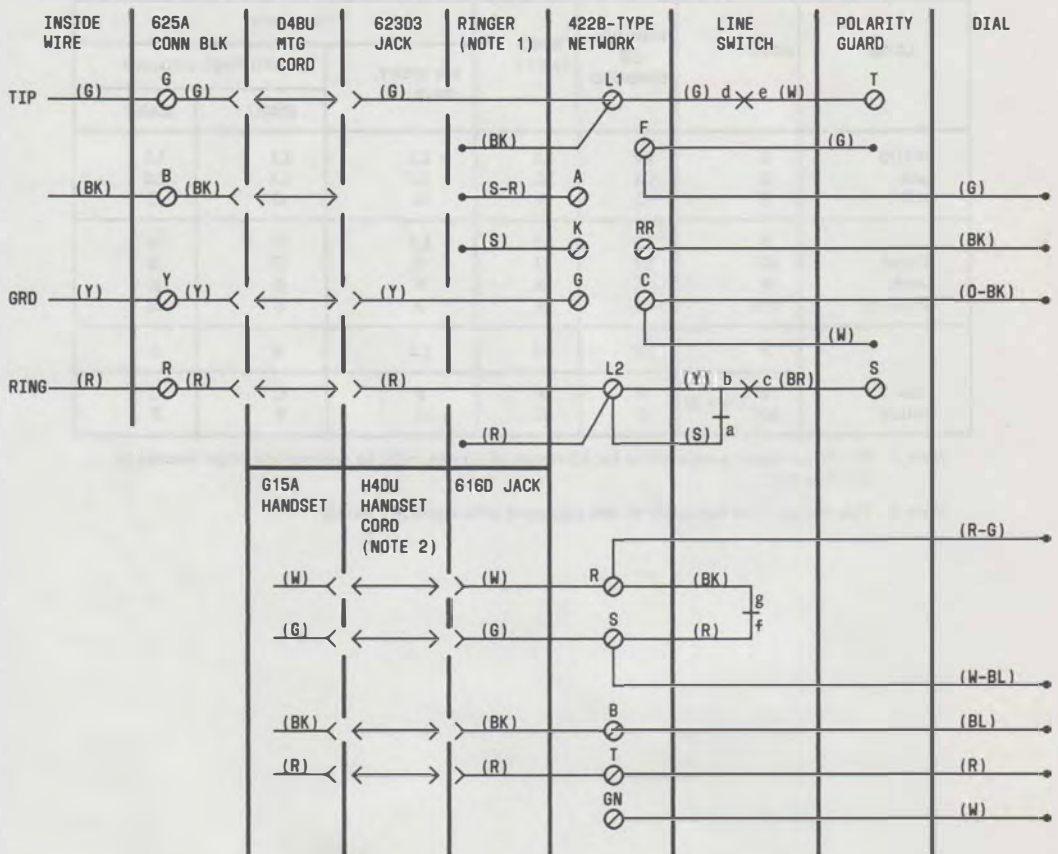 INSIDE WIRE
625A CONN BLK
D4BU MTG CORD
623D3 JACK
RINGER (NOTE 1)
4228-TYPE NETWORK
LINE SWITCH
POLARITY GUARD
DIAL
G L1 T
TIP (G) (G) (G) (G) d e (W)
F
(BK) (G)
B A
(BK) (BK) (S-R) (G)
K RR
(S) (BK)
Y G C
GRD (Y) (Y) (Y) (O-BK)
(W)
R L2 S
RING (R) (R) (R) (Y) b c (BR)
(R) (S) a
G15A HANDSET
H4DU HANDSET CORD (NOTE 2)
616D JACK
(R-G)
(W) (W) R (BK)
g
f
S
(G) (G) (R)
(W-BL)
B
(BK) (BK) (BL)
T
(R) (R) (R)
GN
(W)